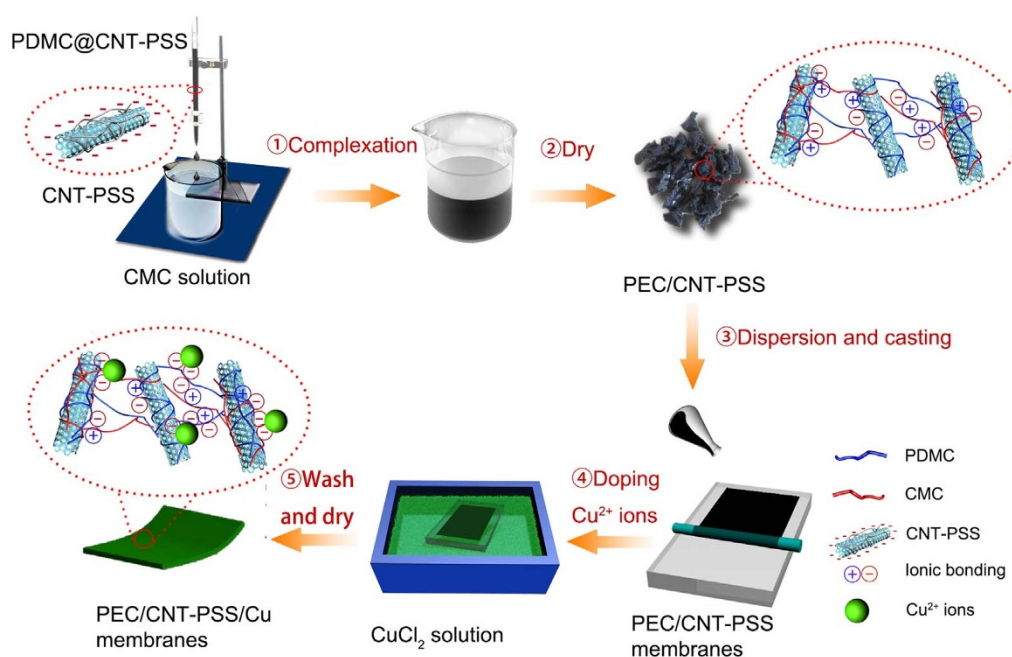 PDMC@CNT-PSS
CNT-PSS
CMC solution
①Complexation
②Dry
PEC/CNT-PSS
③Dispersion and casting
④Doping
Cu²⁺ ions
PEC/CNT-PSS
membranes
CuCl₂ solution
⑤Wash
and dry
PEC/CNT-PSS/Cu
membranes
PDMC
CMC
CNT-PSS
Ionic bonding
Cu²⁺ ions